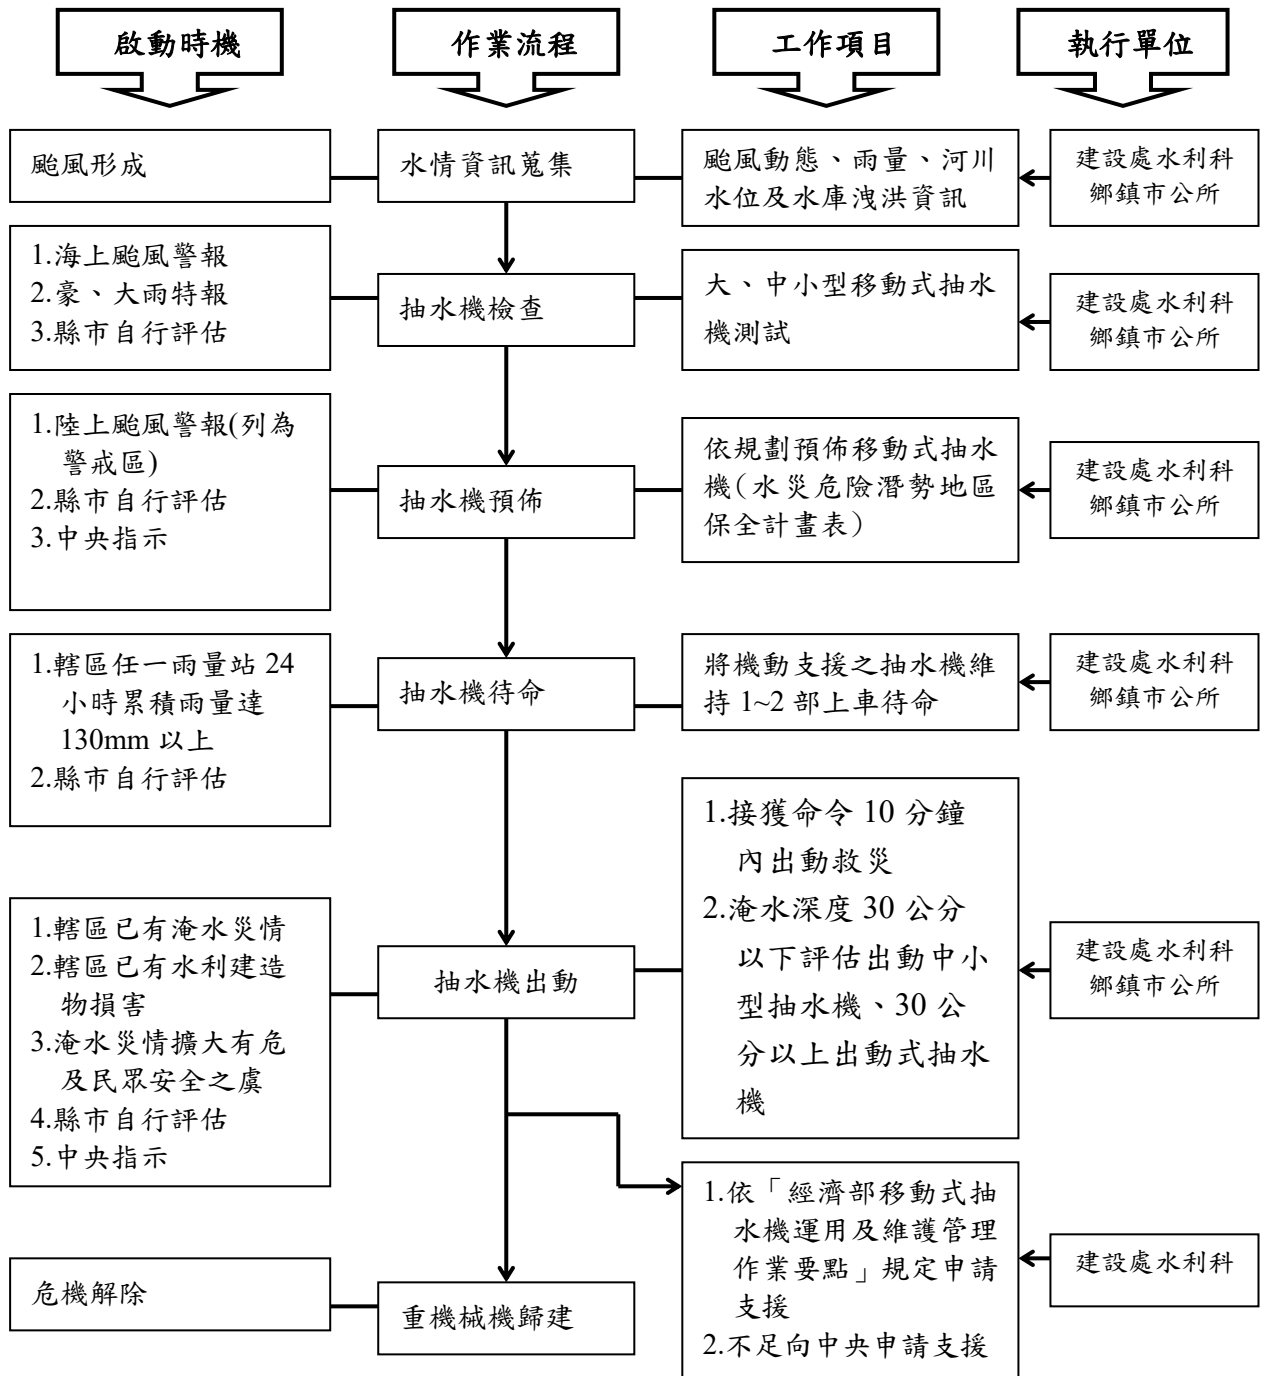 啟動時機
作業流程
工作項目
執行單位
颱風形成
水情資訊蒐集
颱風動態、雨量、河川
水位及水庫洩洪資訊
建設處水利科
鄉鎮市公所
1.海上颱風警報
2.豪、大雨特報
3.縣市自行評估
抽水機檢查
大、中小型移動式抽水
機測試
建設處水利科
鄉鎮市公所
1.陸上颱風警報(列為
警戒區)
2.縣市自行評估
3.中央指示
抽水機預佈
依規劃預佈移動式抽水
機(水災危險潛勢地區
保全計畫表)
建設處水利科
鄉鎮市公所
1.轄區任一雨量站 24
小時累積雨量達
130mm 以上
2.縣市自行評估
抽水機待命
將機動支援之抽水機維
持 1~2 部上車待命
建設處水利科
鄉鎮市公所
1.轄區已有淹水災情
2.轄區已有水利建造
物損害
3.淹水災情擴大有危
及民眾安全之虞
4.縣市自行評估
5.中央指示
抽水機出動
1.接獲命令 10 分鐘
內出動救災
2.淹水深度 30 公分
以下評估出動中小
型抽水機、30 公
分以上出動式抽水
機
建設處水利科
鄉鎮市公所
1.依「經濟部移動式抽
水機運用及維護管理
作業要點」規定申請
支援
2.不足向中央申請支援
建設處水利科
危機解除
重機械機歸建